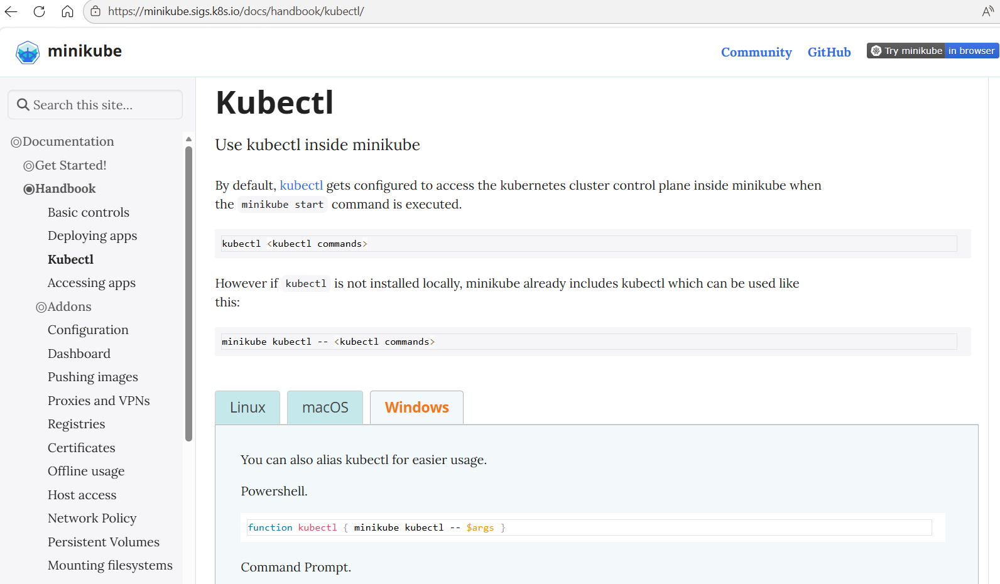 https://minikube.sigs.k8s.io/docs/handbook/kubectl/
minikube
Community
GitHub
Try minikube in browser
Search this site...
Documentation
Get Started!
Handbook
Basic controls
Deploying apps
Kubectl
Accessing apps
Addons
Configuration
Dashboard
Pushing images
Proxies and VPNs
Registries
Certificates
Offline usage
Host access
Network Policy
Persistent Volumes
Mounting filesystems
Kubectl
Use kubectl inside minikube
By default, kubectl gets configured to access the kubernetes cluster control plane inside minikube when
the minikube start command is executed.
kubectl <kubectl commands>
However if kubectl is not installed locally, minikube already includes kubectl which can be used like
this:
minikube kubectl -- <kubectl commands>
Linux
macOS
Windows
You can also alias kubectl for easier usage.
Powershell.
function kubectl { minikube kubectl -- $args }
Command Prompt.